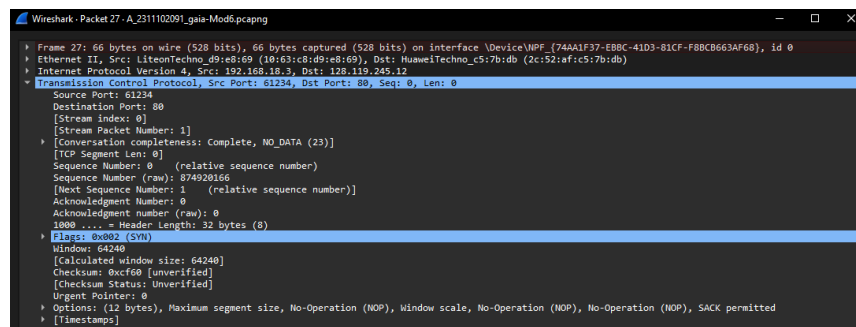 Wireshark · Packet 27 · A_2311102091_gaia-Mod6.pcapng
Frame 27: 66 bytes on wire (528 bits), 66 bytes captured (528 bits) on interface \Device\NPF_{74AA1F37-EBBC-41D3-81CF-F8BCB663AF68}, id 0
Ethernet II, Src: LiteonTechno_d9:e8:69 (10:63:c8:d9:e8:69), Dst: HuaweiTechno_c5:7b:db (2c:52:af:c5:7b:db)
Internet Protocol Version 4, Src: 192.168.18.3, Dst: 128.119.245.12
Transmission Control Protocol, Src Port: 61234, Dst Port: 80, Seq: 0, Len: 0
Source Port: 61234
Destination Port: 80
[Stream index: 0]
[Stream Packet Number: 1]
[Conversation completeness: Complete, NO_DATA (23)]
[TCP Segment Len: 0]
Sequence Number: 0 (relative sequence number)
Sequence Number (raw): 874920166
[Next Sequence Number: 1 (relative sequence number)]
Acknowledgment Number: 0
Acknowledgment number (raw): 0
1000 .... = Header Length: 32 bytes (8)
Flags: 0x002 (SYN)
Window: 64240
[Calculated window size: 64240]
Checksum: 0xcf60 [unverified]
[Checksum Status: Unverified]
Urgent Pointer: 0
Options: (12 bytes), Maximum segment size, No-Operation (NOP), Window scale, No-Operation (NOP), No-Operation (NOP), SACK permitted
[Timestamps]